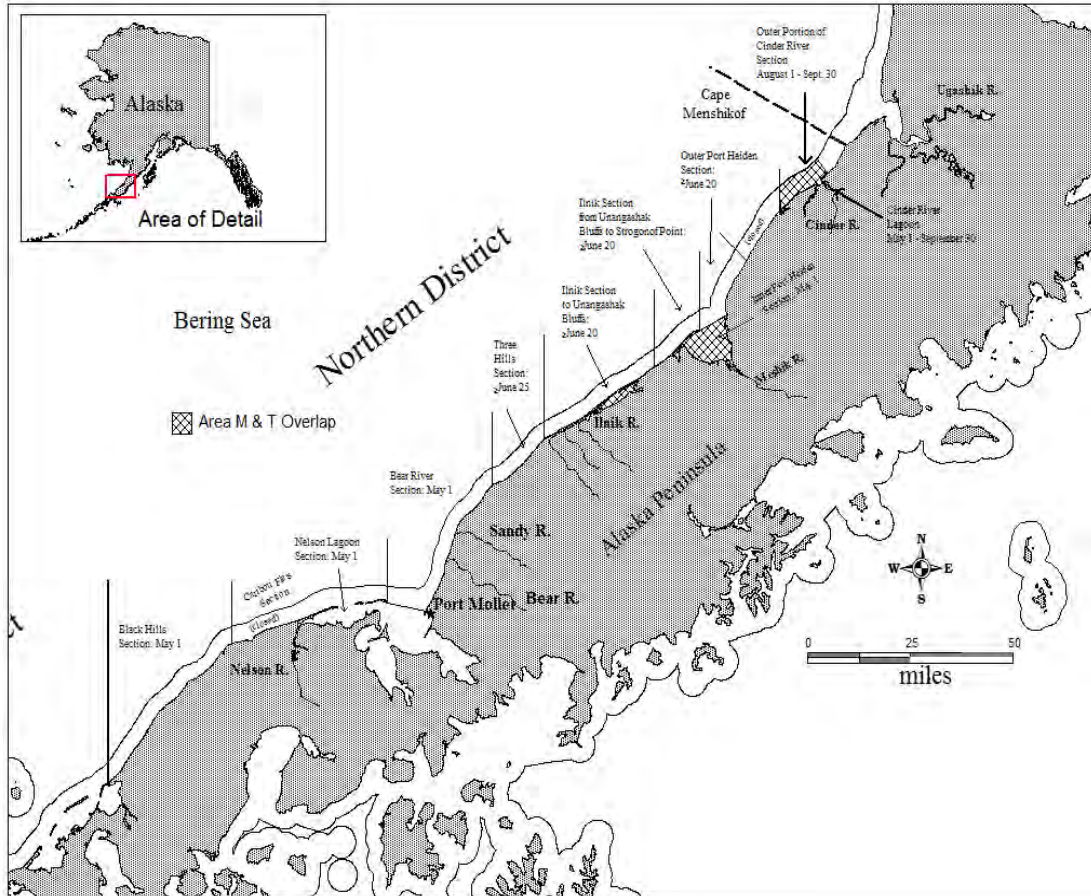 Alaska
Area of Detail
Outer Portion of
Cinder River
Section
August 1 - Sept. 30
Cape
Menshikof
Ugashik R.
Outer Port Heiden
Section:
June 20
Cinder R.
Cinder River
Lagoon
May 1 - September 30
(closed)
Ilnik Section
from Unangashak
Bluffs to Strogonof Point:
June 20
Inner Port Heiden
Section: May 1
Northern District
Bering Sea
Ilnik Section
to Unangashak
Bluffs:
June 20
Meshik R.
Three
Hills
Section:
June 25
Area M & T Overlap
Ilnik R.
Alaska Peninsula
Bear River
Section: May 1
Sandy R.
Nelson Lagoon
Section: May 1
N
W
E
S
Port Moller
Bear R.
Section
(closed)
Black Hills
Section: May 1
Nelson R.
0
25
50
miles